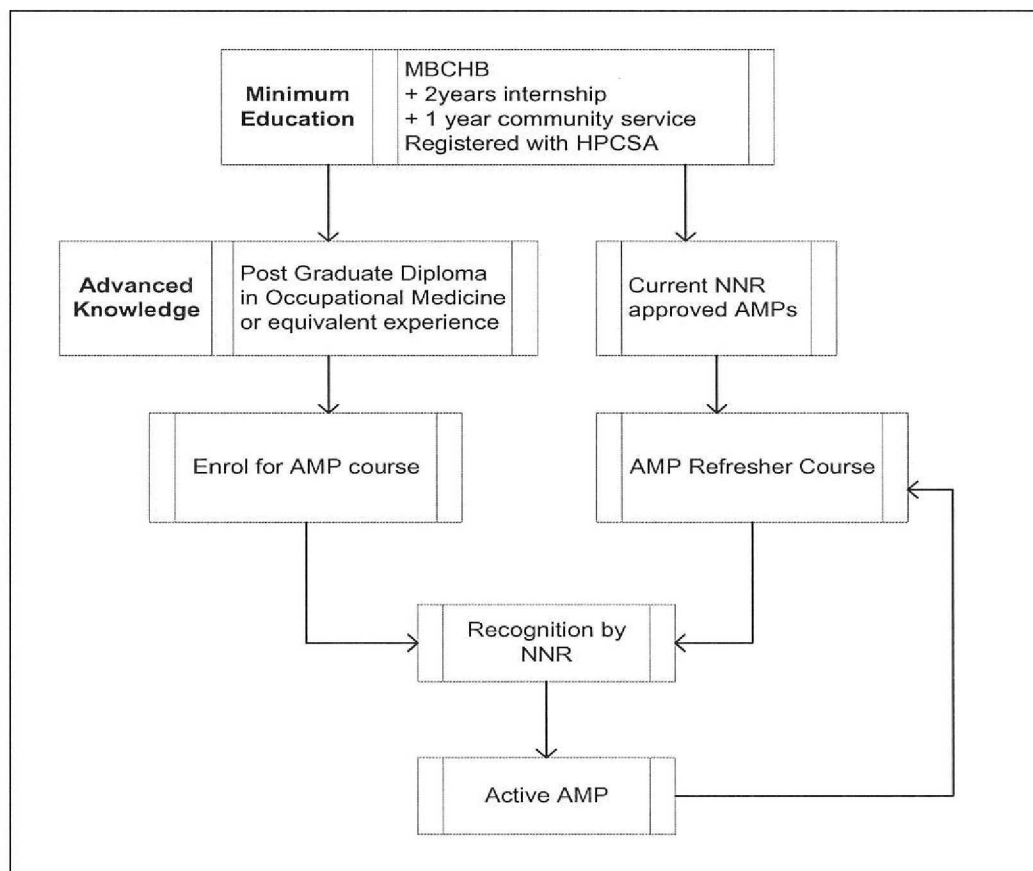 Minimum
Education
MBCHB
+ 2years internship
+ 1 year community service
Registered with HPCSA
Advanced
Knowledge
Post Graduate Diploma
in Occupational Medicine
or equivalent experience
Current NNR
approved AMPs
Enrol for AMP course
AMP Refresher Course
Recognition by
NNR
Active AMP